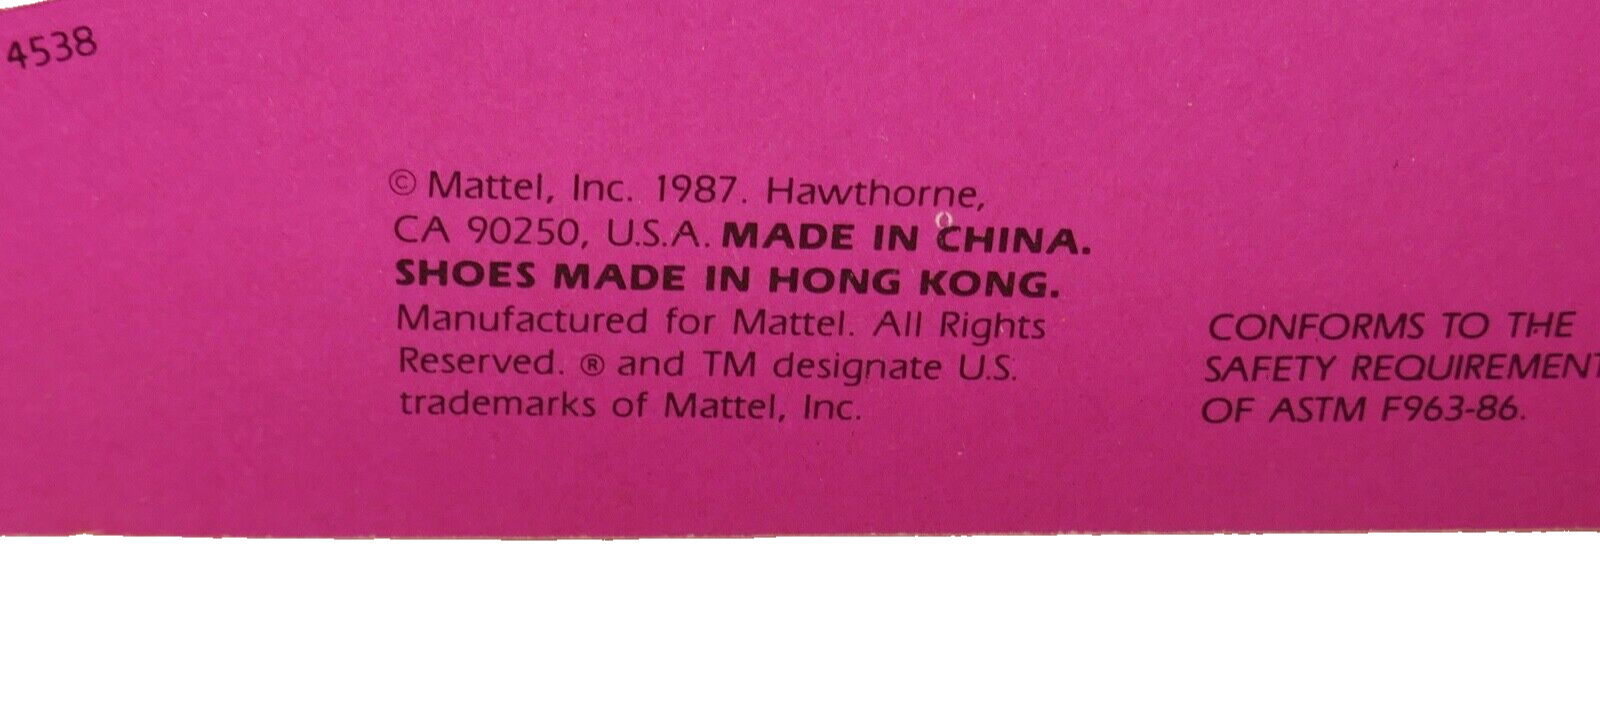 4538
© Mattel, Inc. 1987. Hawthorne,
CA 90250, U.S.A. MADE IN CHINA.
SHOES MADE IN HONG KONG.
Manufactured for Mattel. All Rights
Reserved. ® and TM designate U.S.
trademarks of Mattel, Inc.
CONFORMS TO THE
SAFETY REQUIREMENT
OF ASTM F963-86.